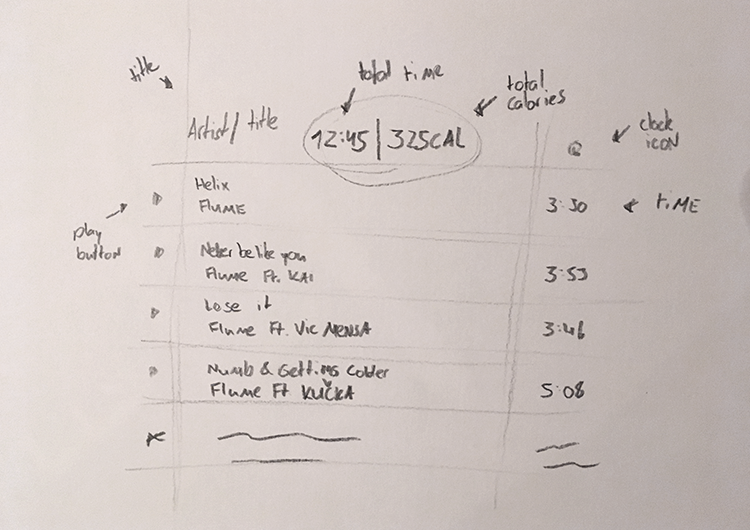 title
total time
total
calories
Artist/title
12:45 | 325CAL
clock
ICON
Helix
FLUME
3:30
TIME
play
button
Never be like you
Flume Ft. KAI
3:53
Lose it
Flume Ft. Vic MENSA
3:46
Numb & Getting Colder
Flume Ft KUČKA
5:08